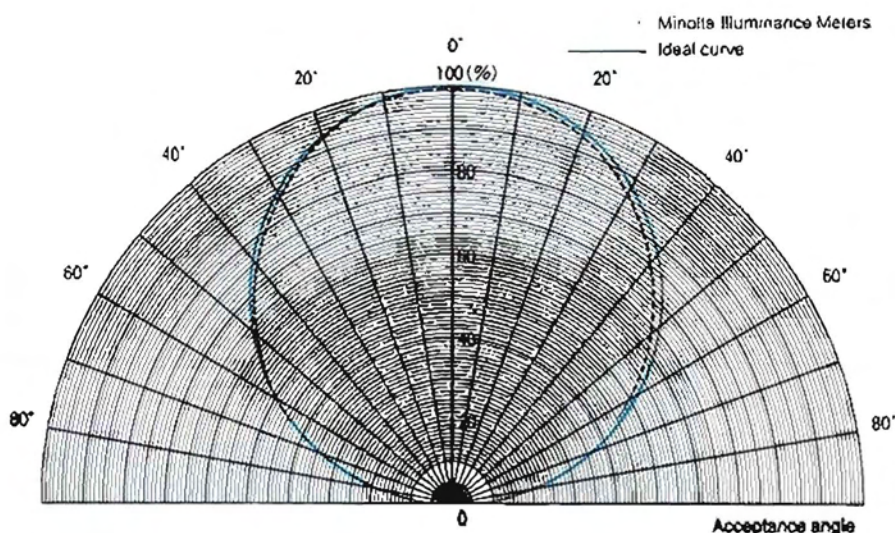 Minolta Illuminance Meters
Ideal curve
0°
20° 100(%) 20°
40° 80 40°
60
60° 60°
40
80° 20 80°
0
Acceptance angle